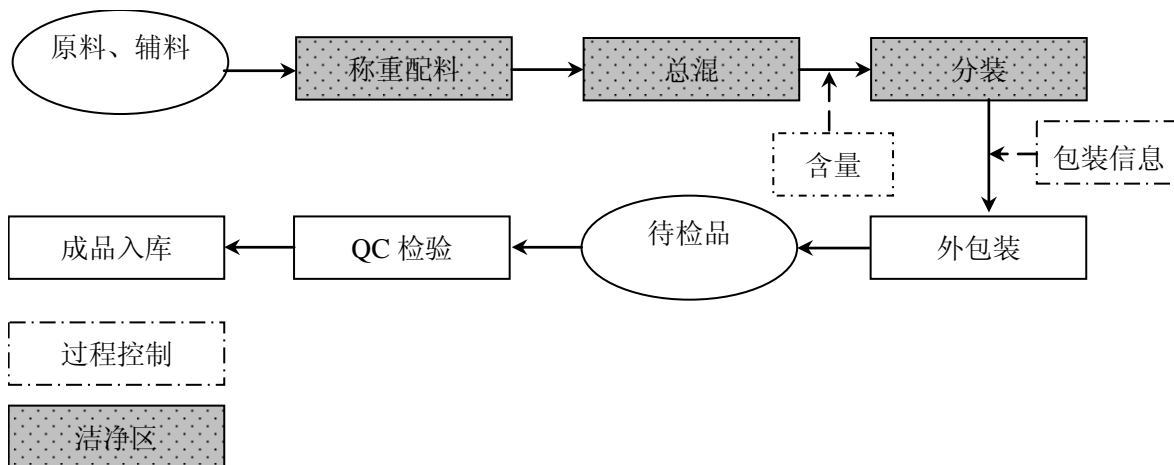 原料、辅料
称重配料
总混
分装
含量
包装信息
成品入库
QC 检验
待检品
外包装
过程控制
洁净区